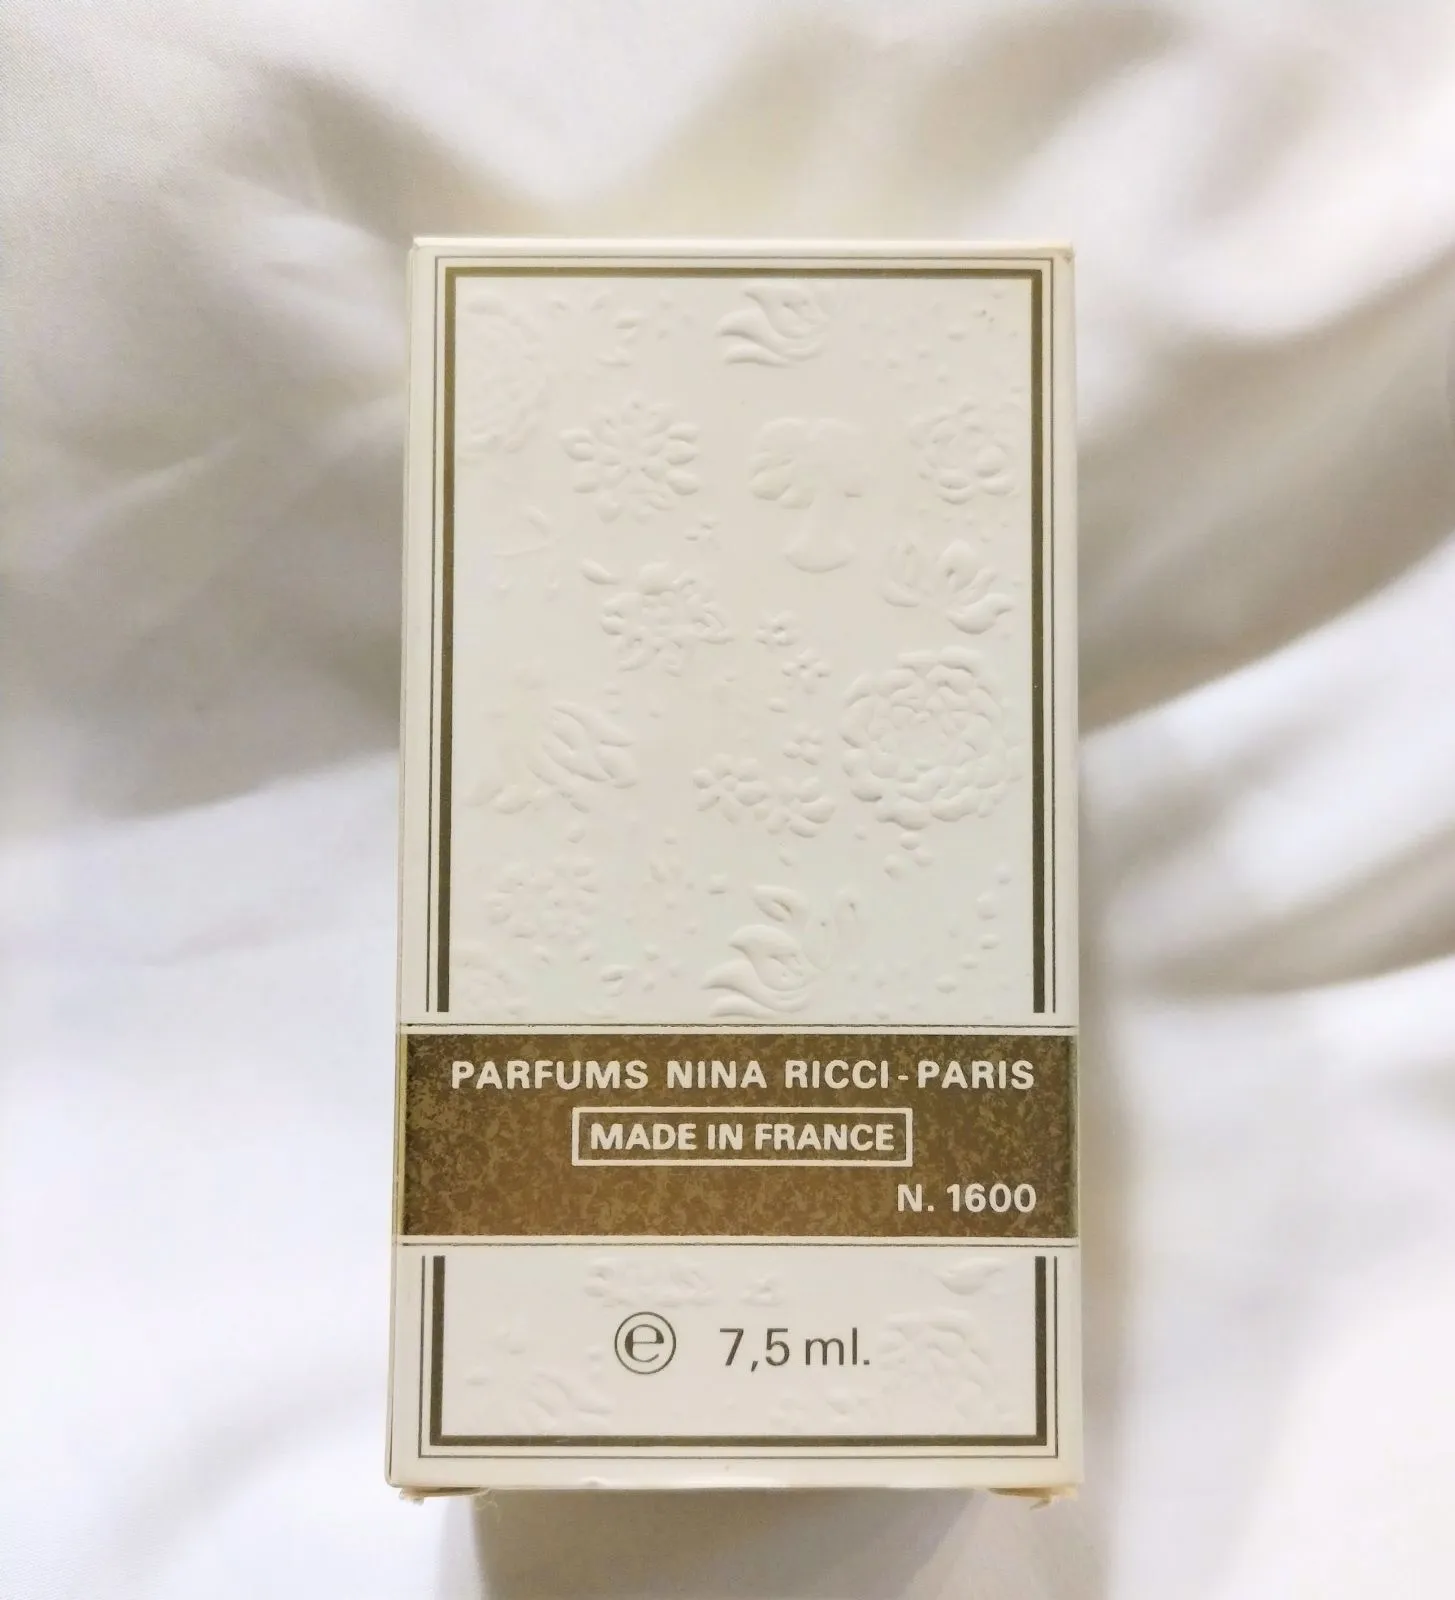 PARFUMS NINA RICCI-PARIS
MADE IN FRANCE
N. 1600
℮ 7,5 ml.